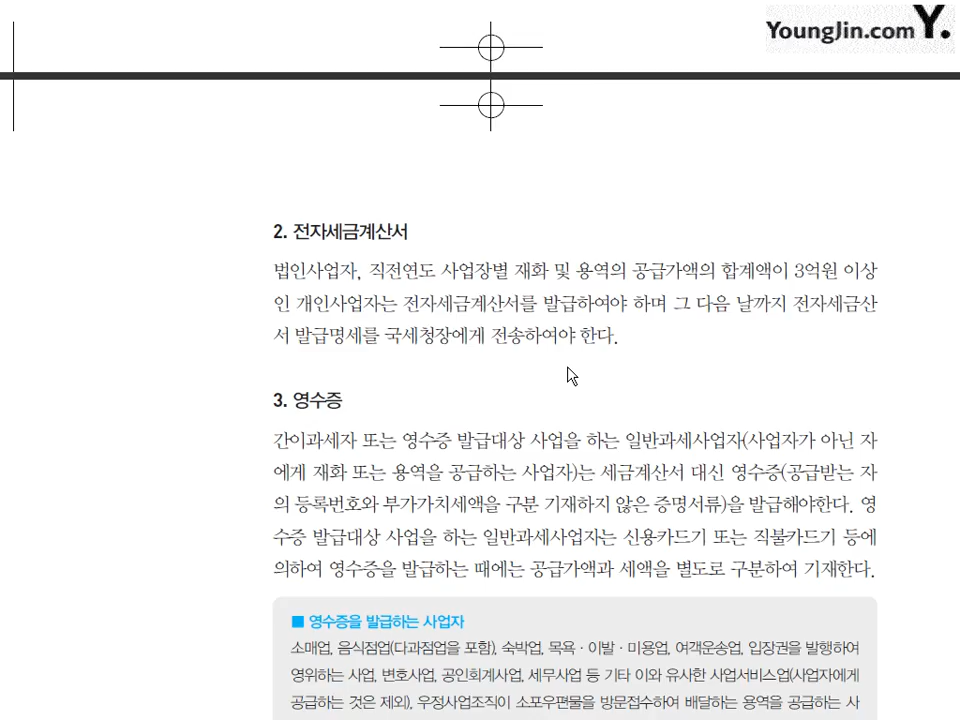 YoungJin.com Y.
2. 전자세금계산서
법인사업자, 직전연도 사업장별 재화 및 용역의 공급가액의 합계액이 3억원 이상
인 개인사업자는 전자세금계산서를 발급하여야 하며 그 다음 날까지 전자세금산
서 발급명세를 국세청장에게 전송하여야 한다.
3. 영수증
간이과세자 또는 영수증 발급대상 사업을 하는 일반과세사업자(사업자가 아닌 자
에게 재화 또는 용역을 공급하는 사업자)는 세금계산서 대신 영수증(공급받는 자
의 등록번호와 부가가치세액을 구분 기재하지 않은 증명서류)을 발급해야한다. 영
수증 발급대상 사업을 하는 일반과세사업자는 신용카드기 또는 직불카드기 등에
의하여 영수증을 발급하는 때에는 공급가액과 세액을 별도로 구분하여 기재한다.
■ 영수증을 발급하는 사업자
소매업, 음식점업(다과점업을 포함), 숙박업, 목욕 · 이발 · 미용업, 여객운송업, 입장권을 발행하여
영위하는 사업, 변호사업, 공인회계사업, 세무사업 등 기타 이와 유사한 사업서비스업(사업자에게
공급하는 것은 제외), 우정사업조직이 소포우편물을 방문접수하여 배달하는 용역을 공급하는 사